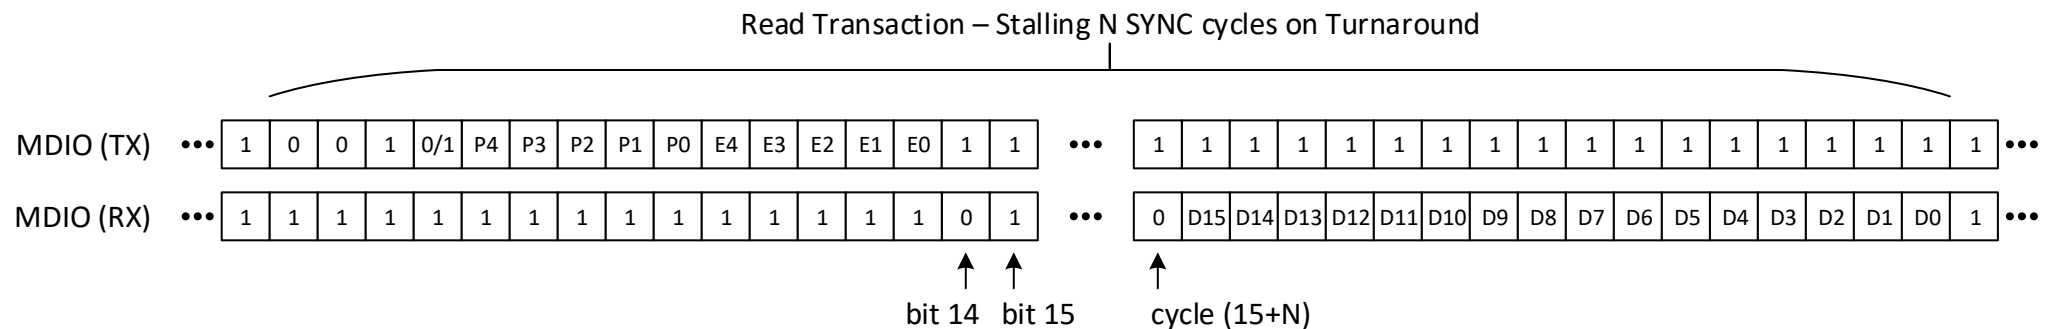 Read Transaction – Stalling N SYNC cycles on Turnaround
MDIO (TX) ••• 1 0 0 1 0/1 P4 P3 P2 P1 P0 E4 E3 E2 E1 E0 1 1 ••• 1 1 1 1 1 1 1 1 1 1 1 1 1 1 1 1 1 1 •••
MDIO (RX) ••• 1 1 1 1 1 1 1 1 1 1 1 1 1 1 1 0 1 ••• 0 D15 D14 D13 D12 D11 D10 D9 D8 D7 D6 D5 D4 D3 D2 D1 D0 1 •••
bit 14 bit 15 cycle (15+N)